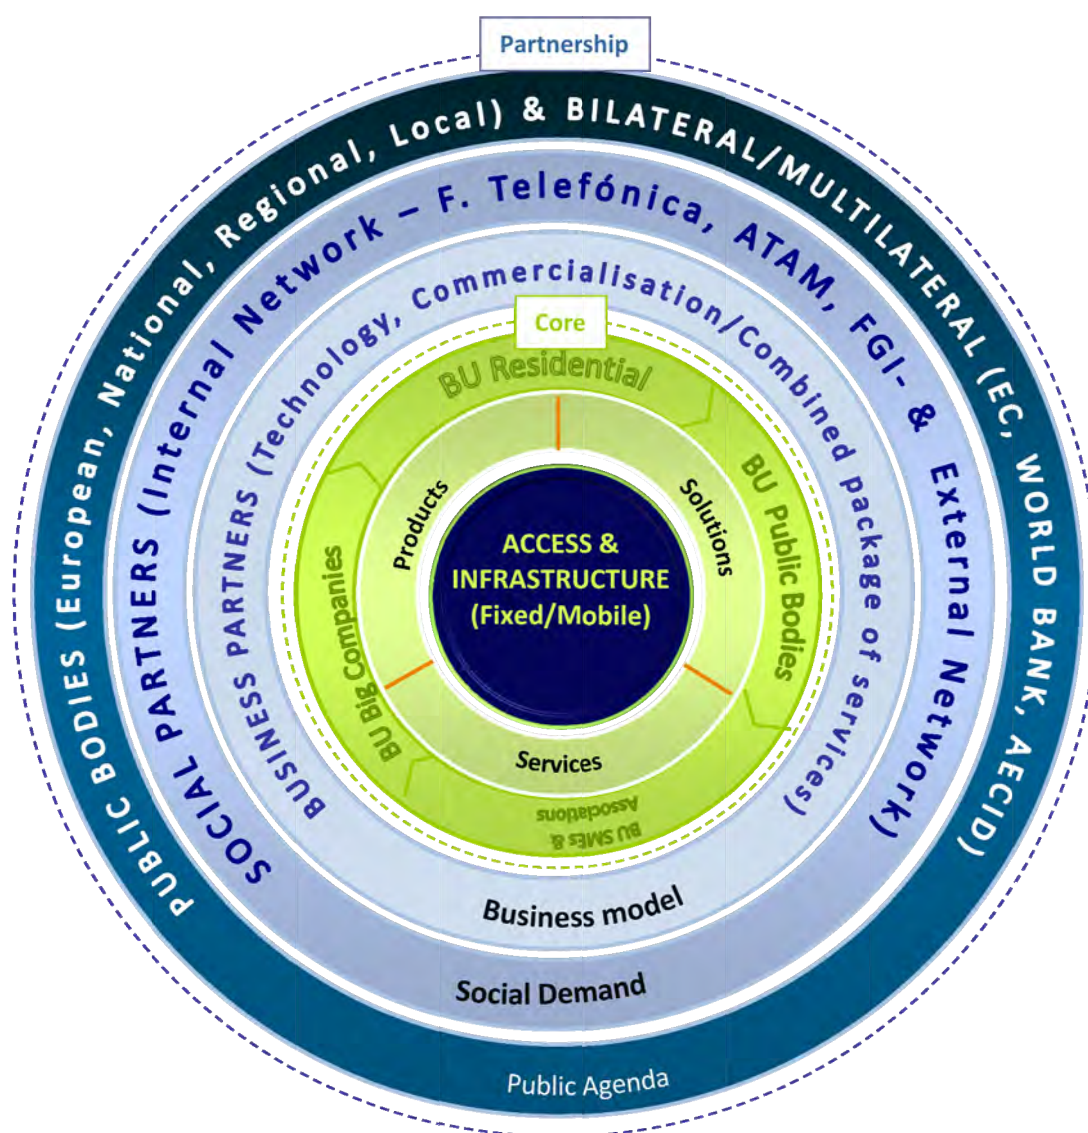 Partnership
PUBLIC BODIES (European, National, Regional, Local) & BILATERAL/MULTILATERAL (EC, WORLD BANK, AECID)
SOCIAL PARTNERS (Internal Network – F. Telefónica, ATAM, FGI- & External Network)
BUSINESS PARTNERS (Technology, Commercialisation/Combined package of services)
Core
BU Residential
BU Public Bodies
BU SMEs &
Associations
BU Big Companies
Products
Solutions
Services
ACCESS &
INFRASTRUCTURE
(Fixed/Mobile)
Business model
Social Demand
Public Agenda